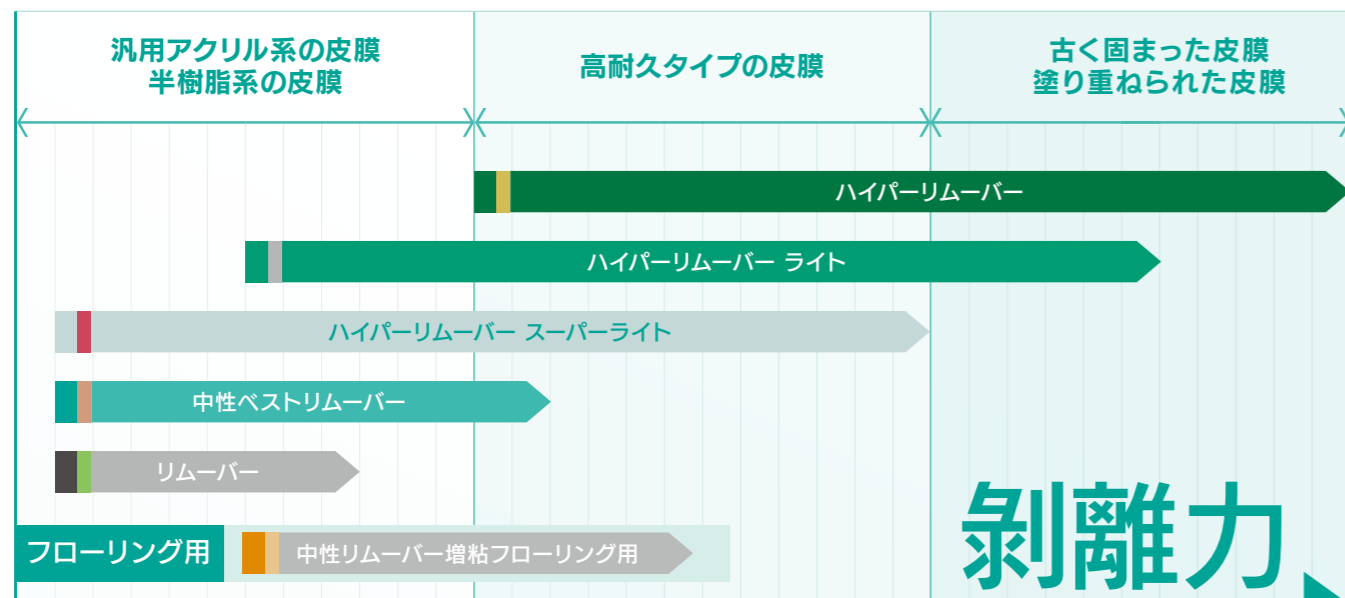 汎用アクリル系の皮膜
半樹脂系の皮膜
高耐久タイプの皮膜
古く固まった皮膜
塗り重ねられた皮膜
ハイパーリムーバー
ハイパーリムーバー ライト
ハイパーリムーバー スーパーライト
中性ベストリムーバー
リムーバー
フローリング用
中性リムーバー増粘フローリング用
剝離力